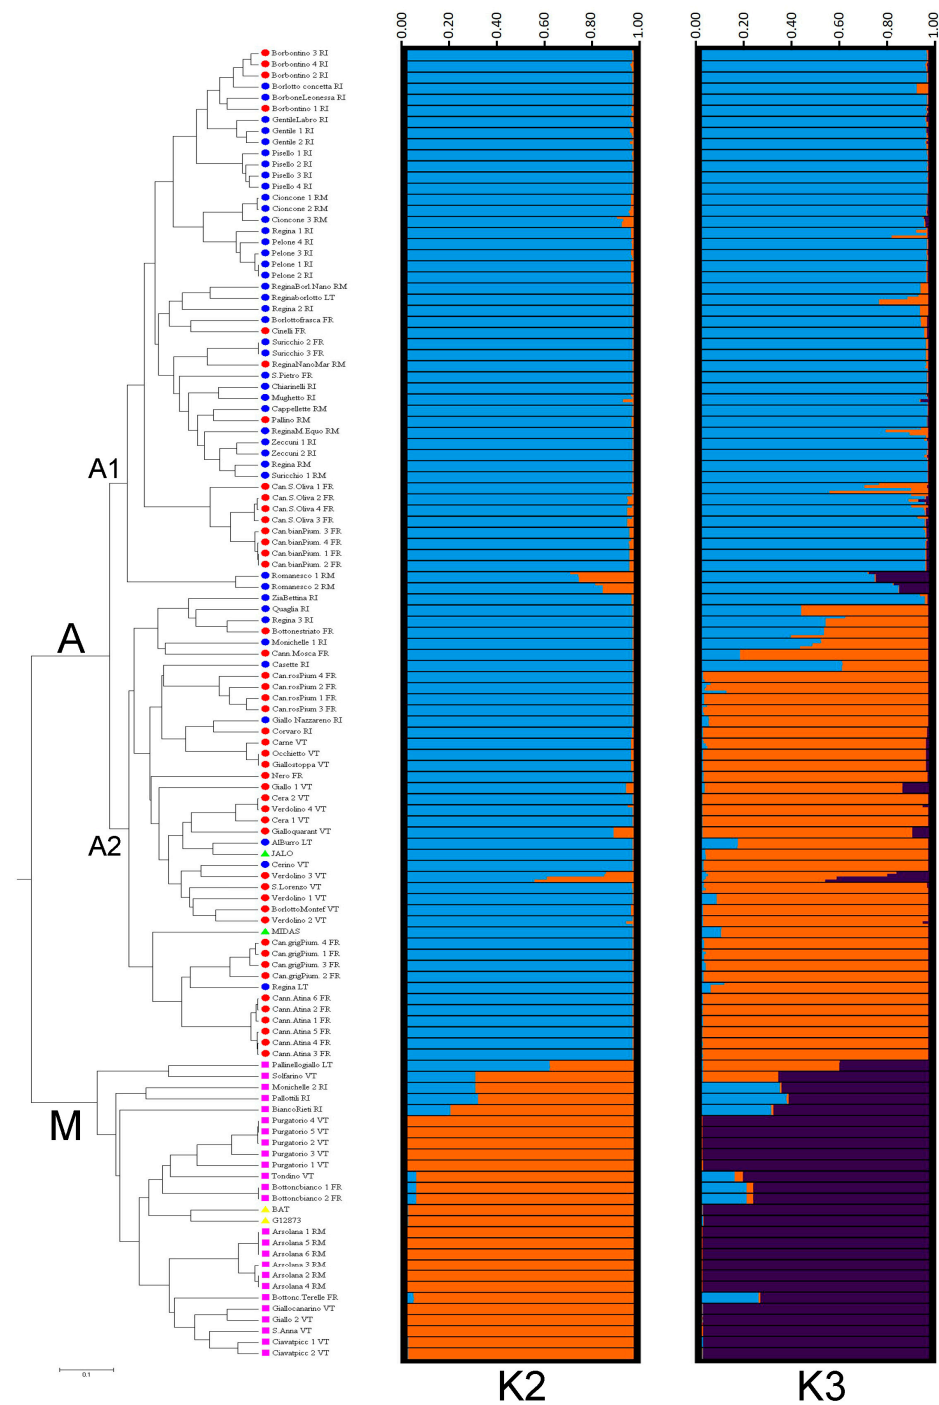 0.00 0.20 0.40 0.60 0.80 1.00
0.00 0.20 0.40 0.60 0.80 1.00
Borbontino 3 RI
Borbontino 4 RI
Borbontino 2 RI
Borlotto concetta RI
BorboneLeonessa RI
Borbontino 1 RI
GentileLabro RI
Gentile 1 RI
Gentile 2 RI
Pisello 1 RI
Pisello 2 RI
Pisello 3 RI
Pisello 4 RI
Cioncone 1 RM
Cioncone 2 RM
Cioncone 3 RM
Regina 1 RI
Pelone 4 RI
Pelone 3 RI
Pelone 1 RI
Pelone 2 RI
ReginaBorl.Nano RM
Reginaborlotto LT
Regina 2 RI
Borlottofrasca FR
Cinelli FR
Suricchio 2 FR
Suricchio 3 FR
ReginaNanoMar RM
S.Pietro FR
Chiarinelli RI
Mughetto RI
Cappellette RM
Pallino RM
ReginaM.Equo RM
Zeccuni 1 RI
Zeccuni 2 RI
Regina RM
Suricchio 1 RM
A1
Can.S.Oliva 1 FR
Can.S.Oliva 2 FR
Can.S.Oliva 4 FR
Can.S.Oliva 3 FR
Can.bianPium. 3 FR
Can.bianPium. 4 FR
Can.bianPium. 1 FR
Can.bianPium. 2 FR
Romanesco 1 RM
Romanesco 2 RM
ZiaBettina RI
Quaglia RI
Regina 3 RI
Bottonestriato FR
A
Monichelle 1 RI
Cann.Mosca FR
Casette RI
Can.rosPium 4 FR
Can.rosPium 2 FR
Can.rosPium 1 FR
Can.rosPium 3 FR
Giallo Nazzareno RI
Corvaro RI
Carne VT
Occhietto VT
Giallostoppa VT
Nero FR
Giallo 1 VT
Cera 2 VT
Verdolino 4 VT
Cera 1 VT
Gialloquarant VT
AlBurro LT
A2
JALO
Cerino VT
Verdolino 3 VT
S.Lorenzo VT
Verdolino 1 VT
BorlottoMontef VT
Verdolino 2 VT
MIDAS
Can.grigPium. 4 FR
Can.grigPium. 1 FR
Can.grigPium. 3 FR
Can.grigPium. 2 FR
Regina LT
Cann.Atina 6 FR
Cann.Atina 2 FR
Cann.Atina 1 FR
Cann.Atina 5 FR
Cann.Atina 4 FR
Cann.Atina 3 FR
Pallinellogiallo LT
Solfarino VT
Monichelle 2 RI
Pallottili RI
BiancoRieti RI
M
Purgatorio 4 VT
Purgatorio 5 VT
Purgatorio 2 VT
Purgatorio 3 VT
Purgatorio 1 VT
Tondino VT
Bottoncbianco 1 FR
Bottoncbianco 2 FR
BAT
G12873
Arsolana 1 RM
Arsolana 5 RM
Arsolana 6 RM
Arsolana 3 RM
Arsolana 2 RM
Arsolana 4 RM
Bottonc.Terelle FR
Giallocanarino VT
Giallo 2 VT
S.Anna VT
Ciavatpicc 1 VT
Ciavatpicc 2 VT
0.1
K2 K3